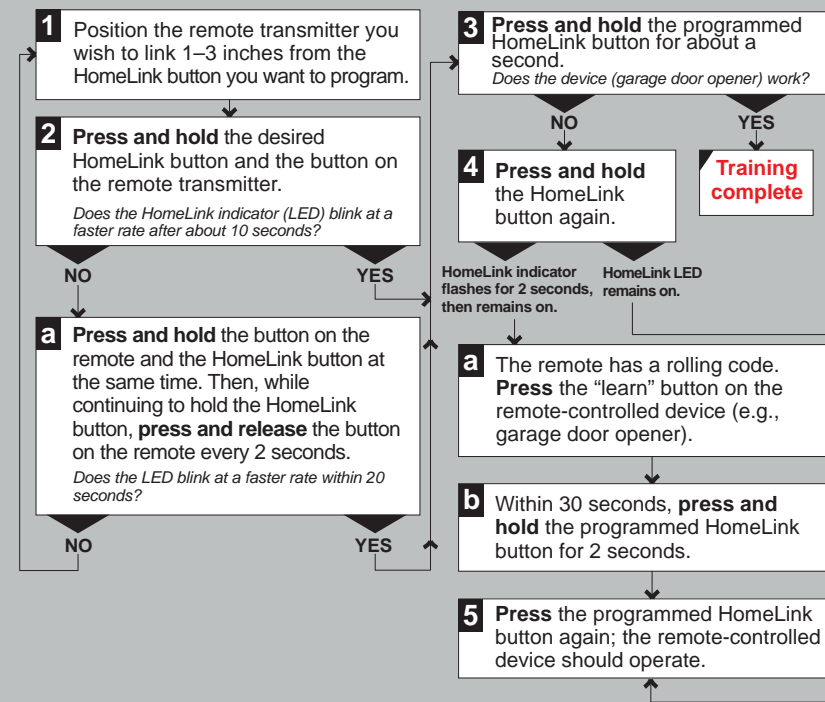 1 Position the remote transmitter you
wish to link 1–3 inches from the
HomeLink button you want to program.
2 Press and hold the desired
HomeLink button and the button on
the remote transmitter.
Does the HomeLink indicator (LED) blink at a
faster rate after about 10 seconds?
NO YES
a Press and hold the button on the
remote and the HomeLink button at
the same time. Then, while
continuing to hold the HomeLink
button, press and release the button
on the remote every 2 seconds.
Does the LED blink at a faster rate within 20
seconds?
NO YES
3 Press and hold the programmed
HomeLink button for about a
second.
Does the device (garage door opener) work?
NO YES
4 Press and hold
the HomeLink
button again.
Training
complete
HomeLink indicator
flashes for 2 seconds,
then remains on.
HomeLink LED
remains on.
a The remote has a rolling code.
Press the “learn” button on the
remote-controlled device (e.g.,
garage door opener).
b Within 30 seconds, press and
hold the programmed HomeLink
button for 2 seconds.
5 Press the programmed HomeLink
button again; the remote-controlled
device should operate.